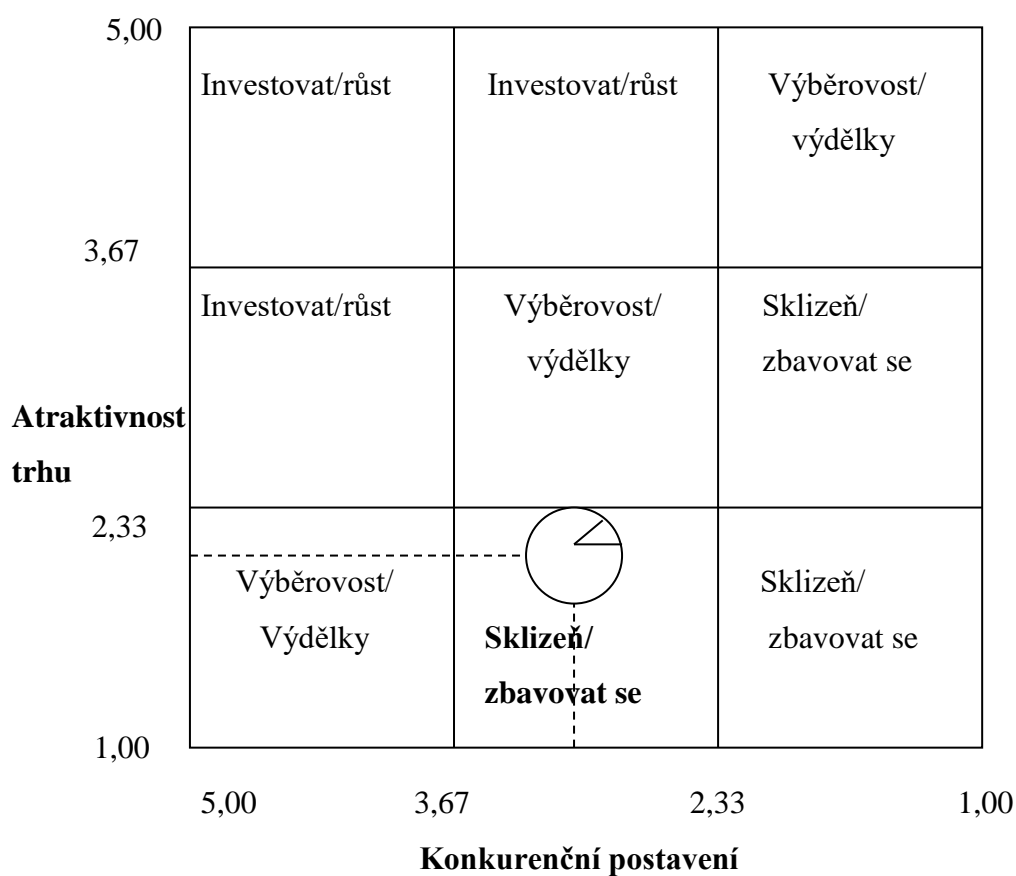 5,00
Investovat/růst
Investovat/růst
Výběrovost/
výdělky
3,67
Investovat/růst
Výběrovost/
výdělky
Sklizeň/
zbavovat se
Atraktivnost
trhu
2,33
Výběrovost/
Výdělky
Sklizeň/
zbavovat se
Sklizeň/
zbavovat se
1,00
5,00
3,67
2,33
1,00
Konkurenční postavení